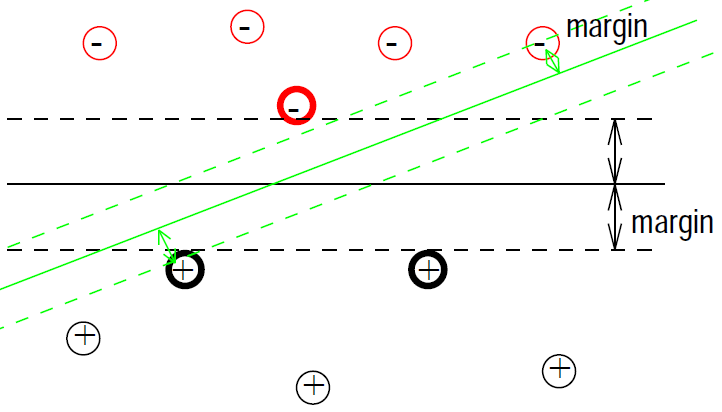 - - - -
margin
-
margin
+ +
+
+ +